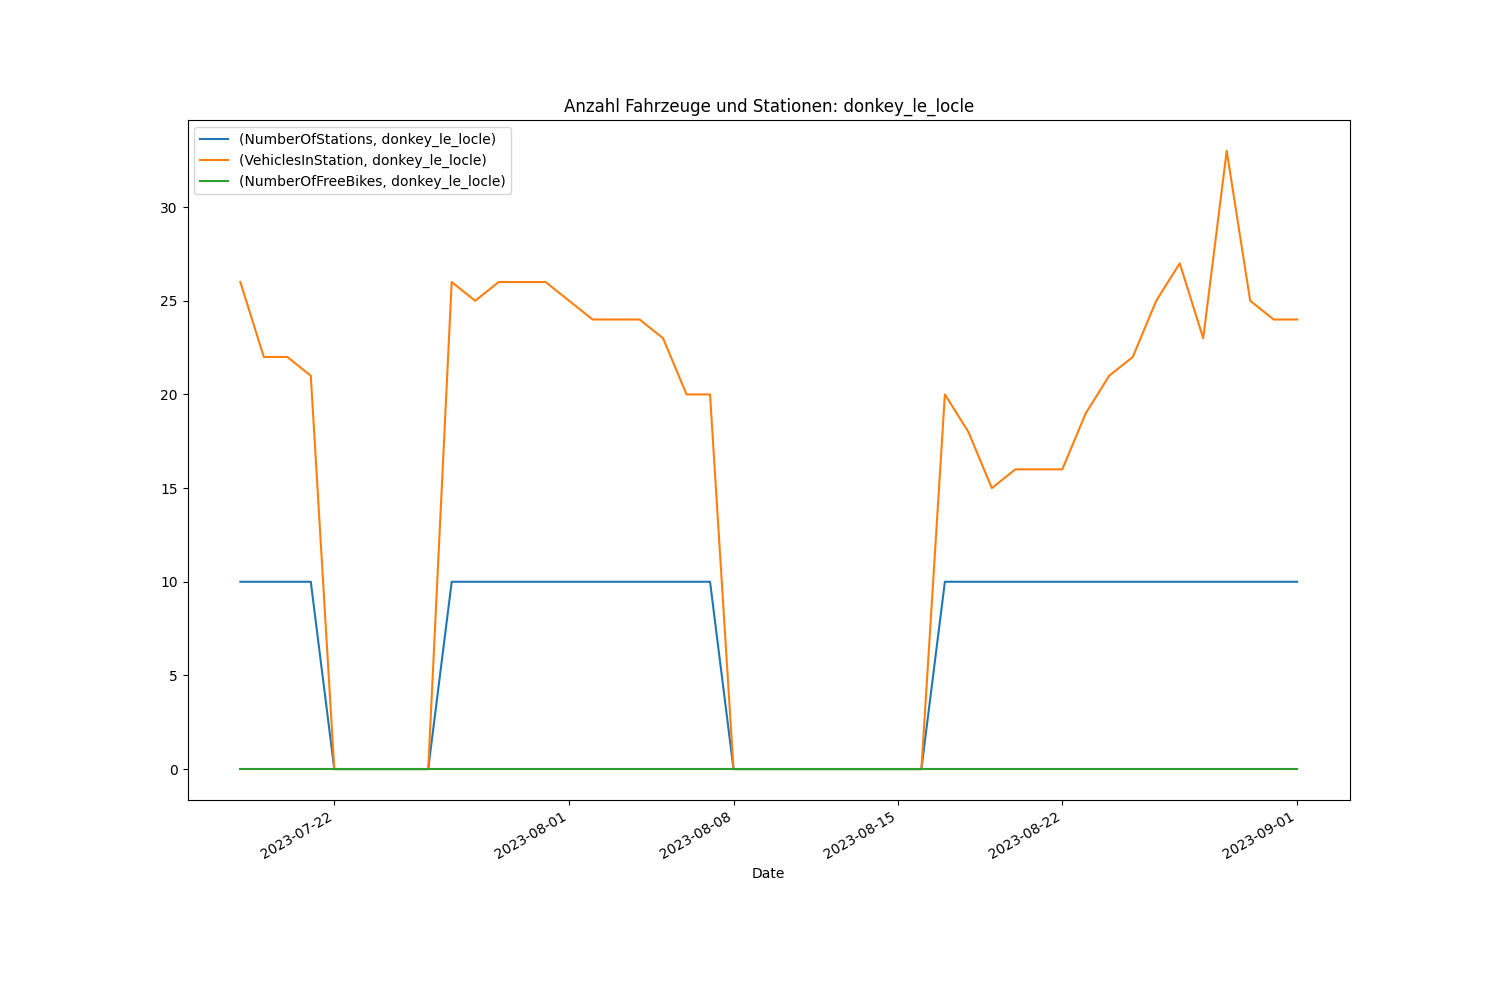 Anzahl Fahrzeuge und Stationen: donkey_le_locle
(NumberOfStations, donkey_le_locle)
(VehiclesInStation, donkey_le_locle)
(NumberOfFreeBikes, donkey_le_locle)
30
25
20
15
10
5
0
2023-07-22
2023-08-01
2023-08-08
2023-08-15
2023-08-22
2023-09-01
Date